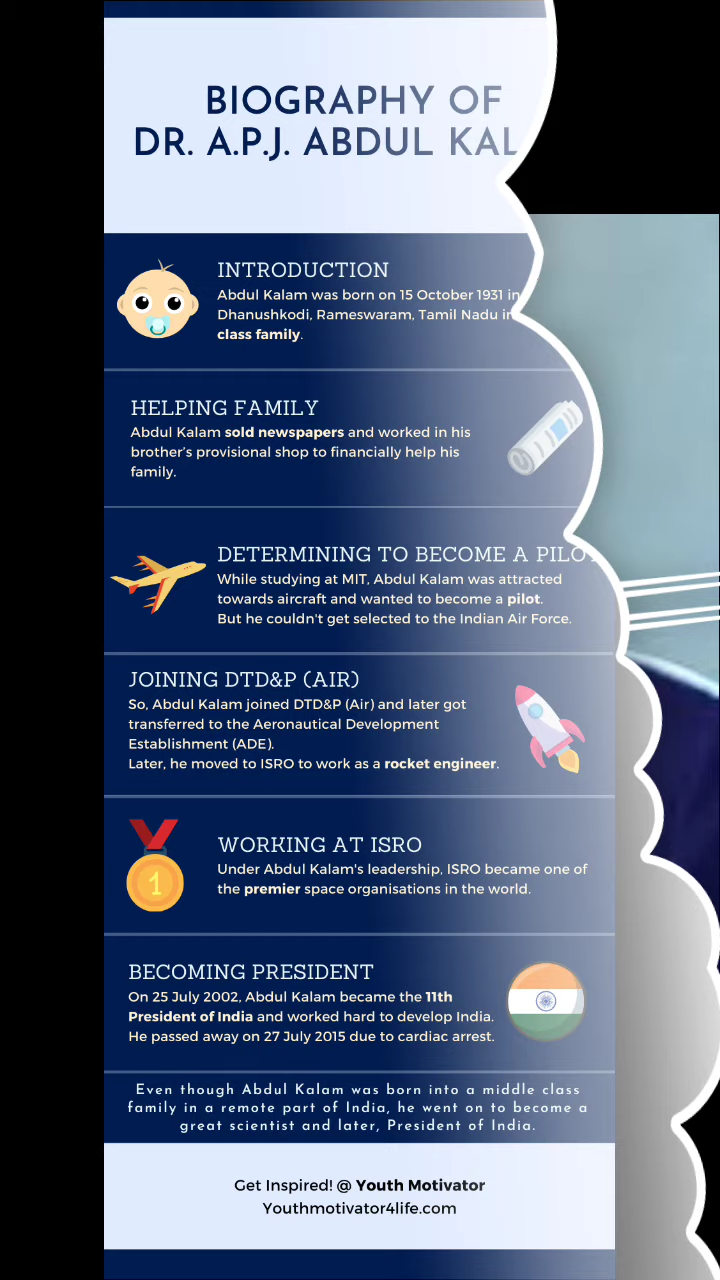 BIOGRAPHY OF
DR. A.P.J. ABDUL KAL
INTRODUCTION
Abdul Kalam was born on 15 October 1931 in
Dhanushkodi, Rameswaram, Tamil Nadu in
class family.
HELPING FAMILY
Abdul Kalam sold newspapers and worked in his
brother's provisional shop to financially help his
family.
DETERMINING TO BECOME A PILOT
While studying at MIT, Abdul Kalam was attracted
towards aircraft and wanted to become a pilot.
But he couldn't get selected to the Indian Air Force.
JOINING DTD&P (AIR)
So, Abdul Kalam joined DTD&P (Air) and later got
transferred to the Aeronautical Development
Establishment (ADE).
Later, he moved to ISRO to work as a rocket engineer.
1
WORKING AT ISRO
Under Abdul Kalam's leadership, ISRO became one of
the premier space organisations in the world.
BECOMING PRESIDENT
On 25 July 2002, Abdul Kalam became the 11th
President of India and worked hard to develop India.
He passed away on 27 July 2015 due to cardiac arrest.
Even though Abdul Kalam was born into a middle class
family in a remote part of India, he went on to become a
great scientist and later, President of India.
Get Inspired! @ Youth Motivator
Youthmotivator4life.com